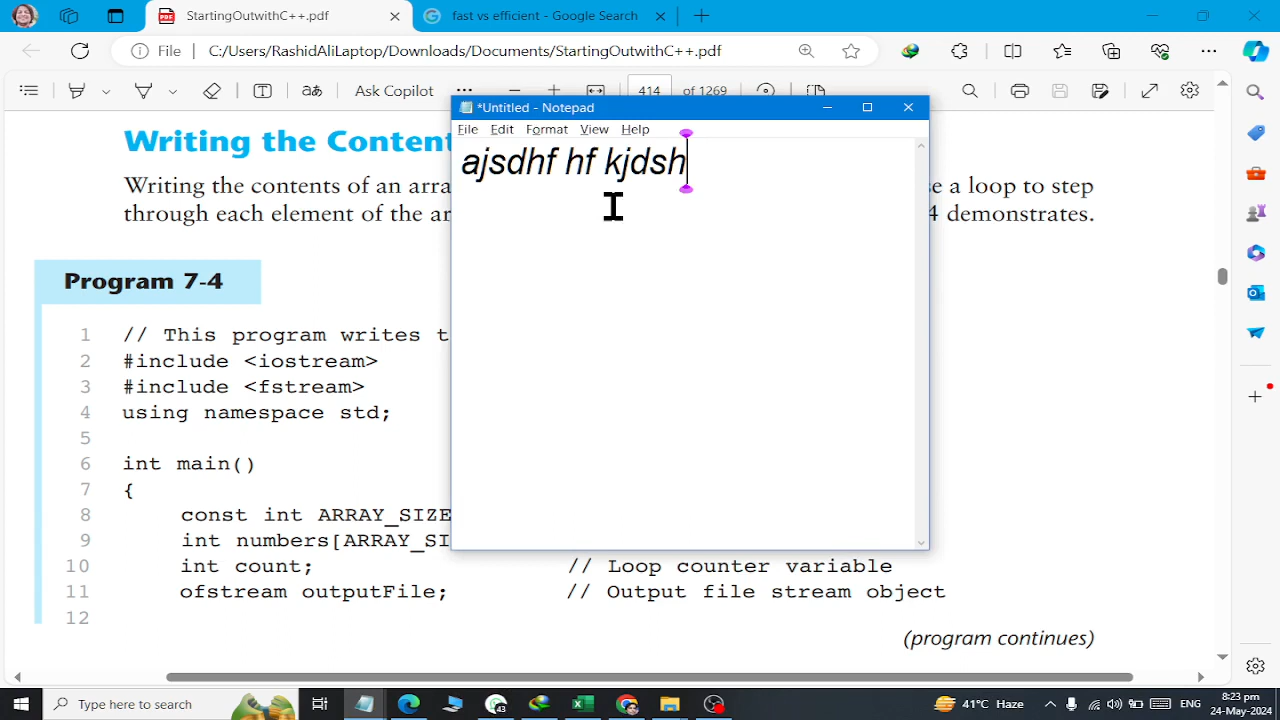 StartingOutwithC++.pdf
fast vs efficient - Google Search
File C:/Users/RashidAliLaptop/Downloads/Documents/StartingOutwithC++.pdf
Ask Copilot
414 of 1269
*Untitled - Notepad
File Edit Format View Help
ajsdhf hf kjdsh
Writing the Content
Writing the contents of an arra e a loop to step
through each element of the ar 4 demonstrates.
Program 7-4
1 // This program writes t
2 #include <iostream>
3 #include <fstream>
4 using namespace std;
5
6 int main()
7 {
8 const int ARRAY_SIZE
9 int numbers[ARRAY_SI
10 int count; // Loop counter variable
11 ofstream outputFile; // Output file stream object
12
(program continues)
Type here to search
43
41°C Haze
ENG
8:23 pm
24-May-2024